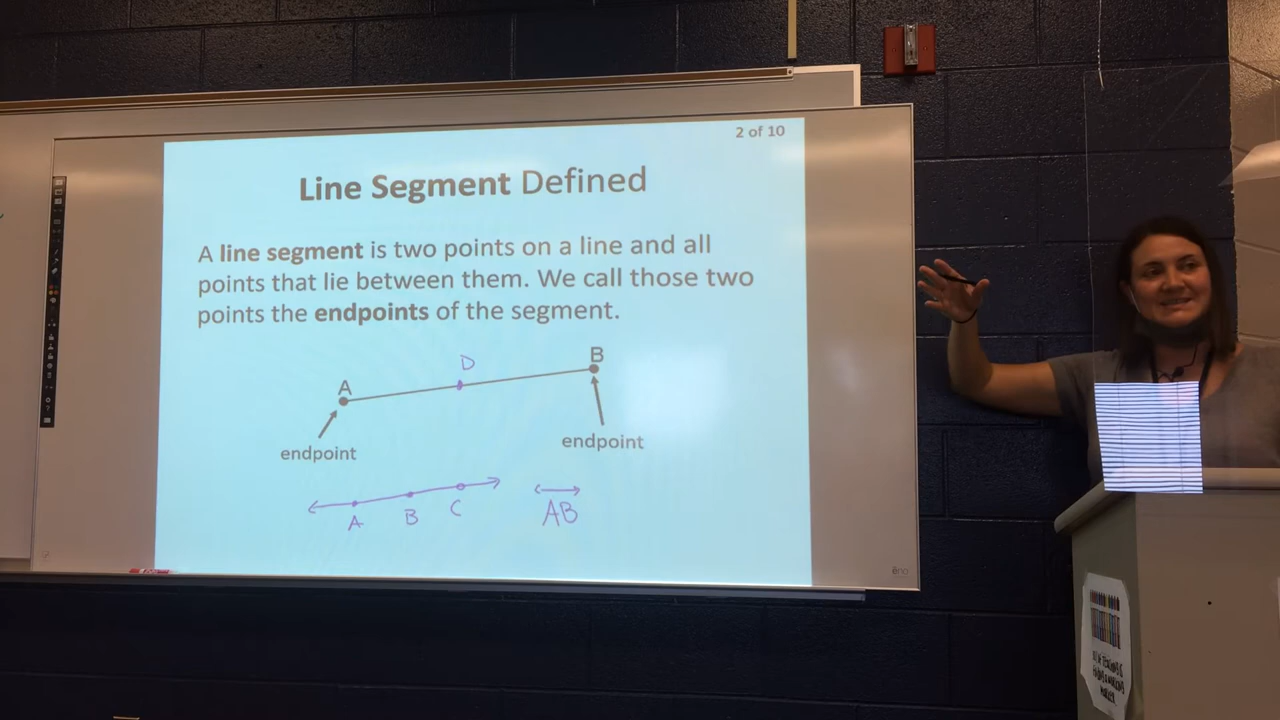 2 of 10
Line Segment Defined
A line segment is two points on a line and all
points that lie between them. We call those two
points the endpoints of the segment.
D
B
A
endpoint
endpoint
A B C
AB
ēno